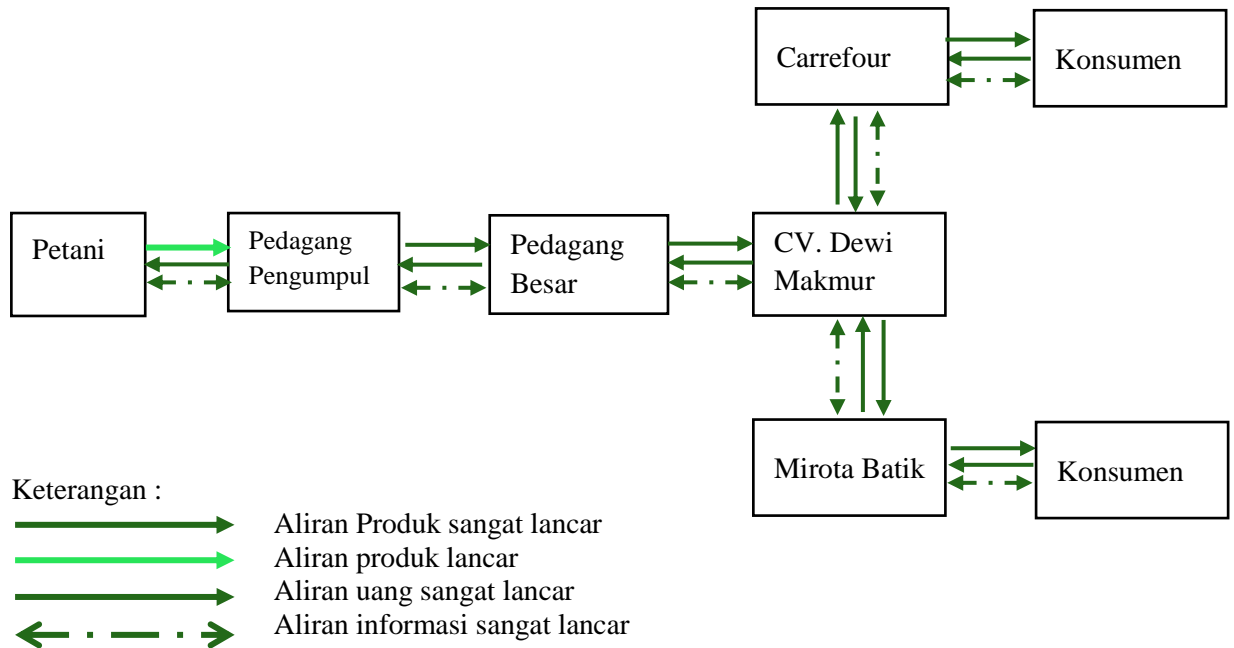 Carrefour
Konsumen
Petani
Pedagang
Pengumpul
Pedagang
Besar
CV. Dewi
Makmur
Mirota Batik
Konsumen
Keterangan :
Aliran Produk sangat lancar
Aliran produk lancar
Aliran uang sangat lancar
Aliran informasi sangat lancar